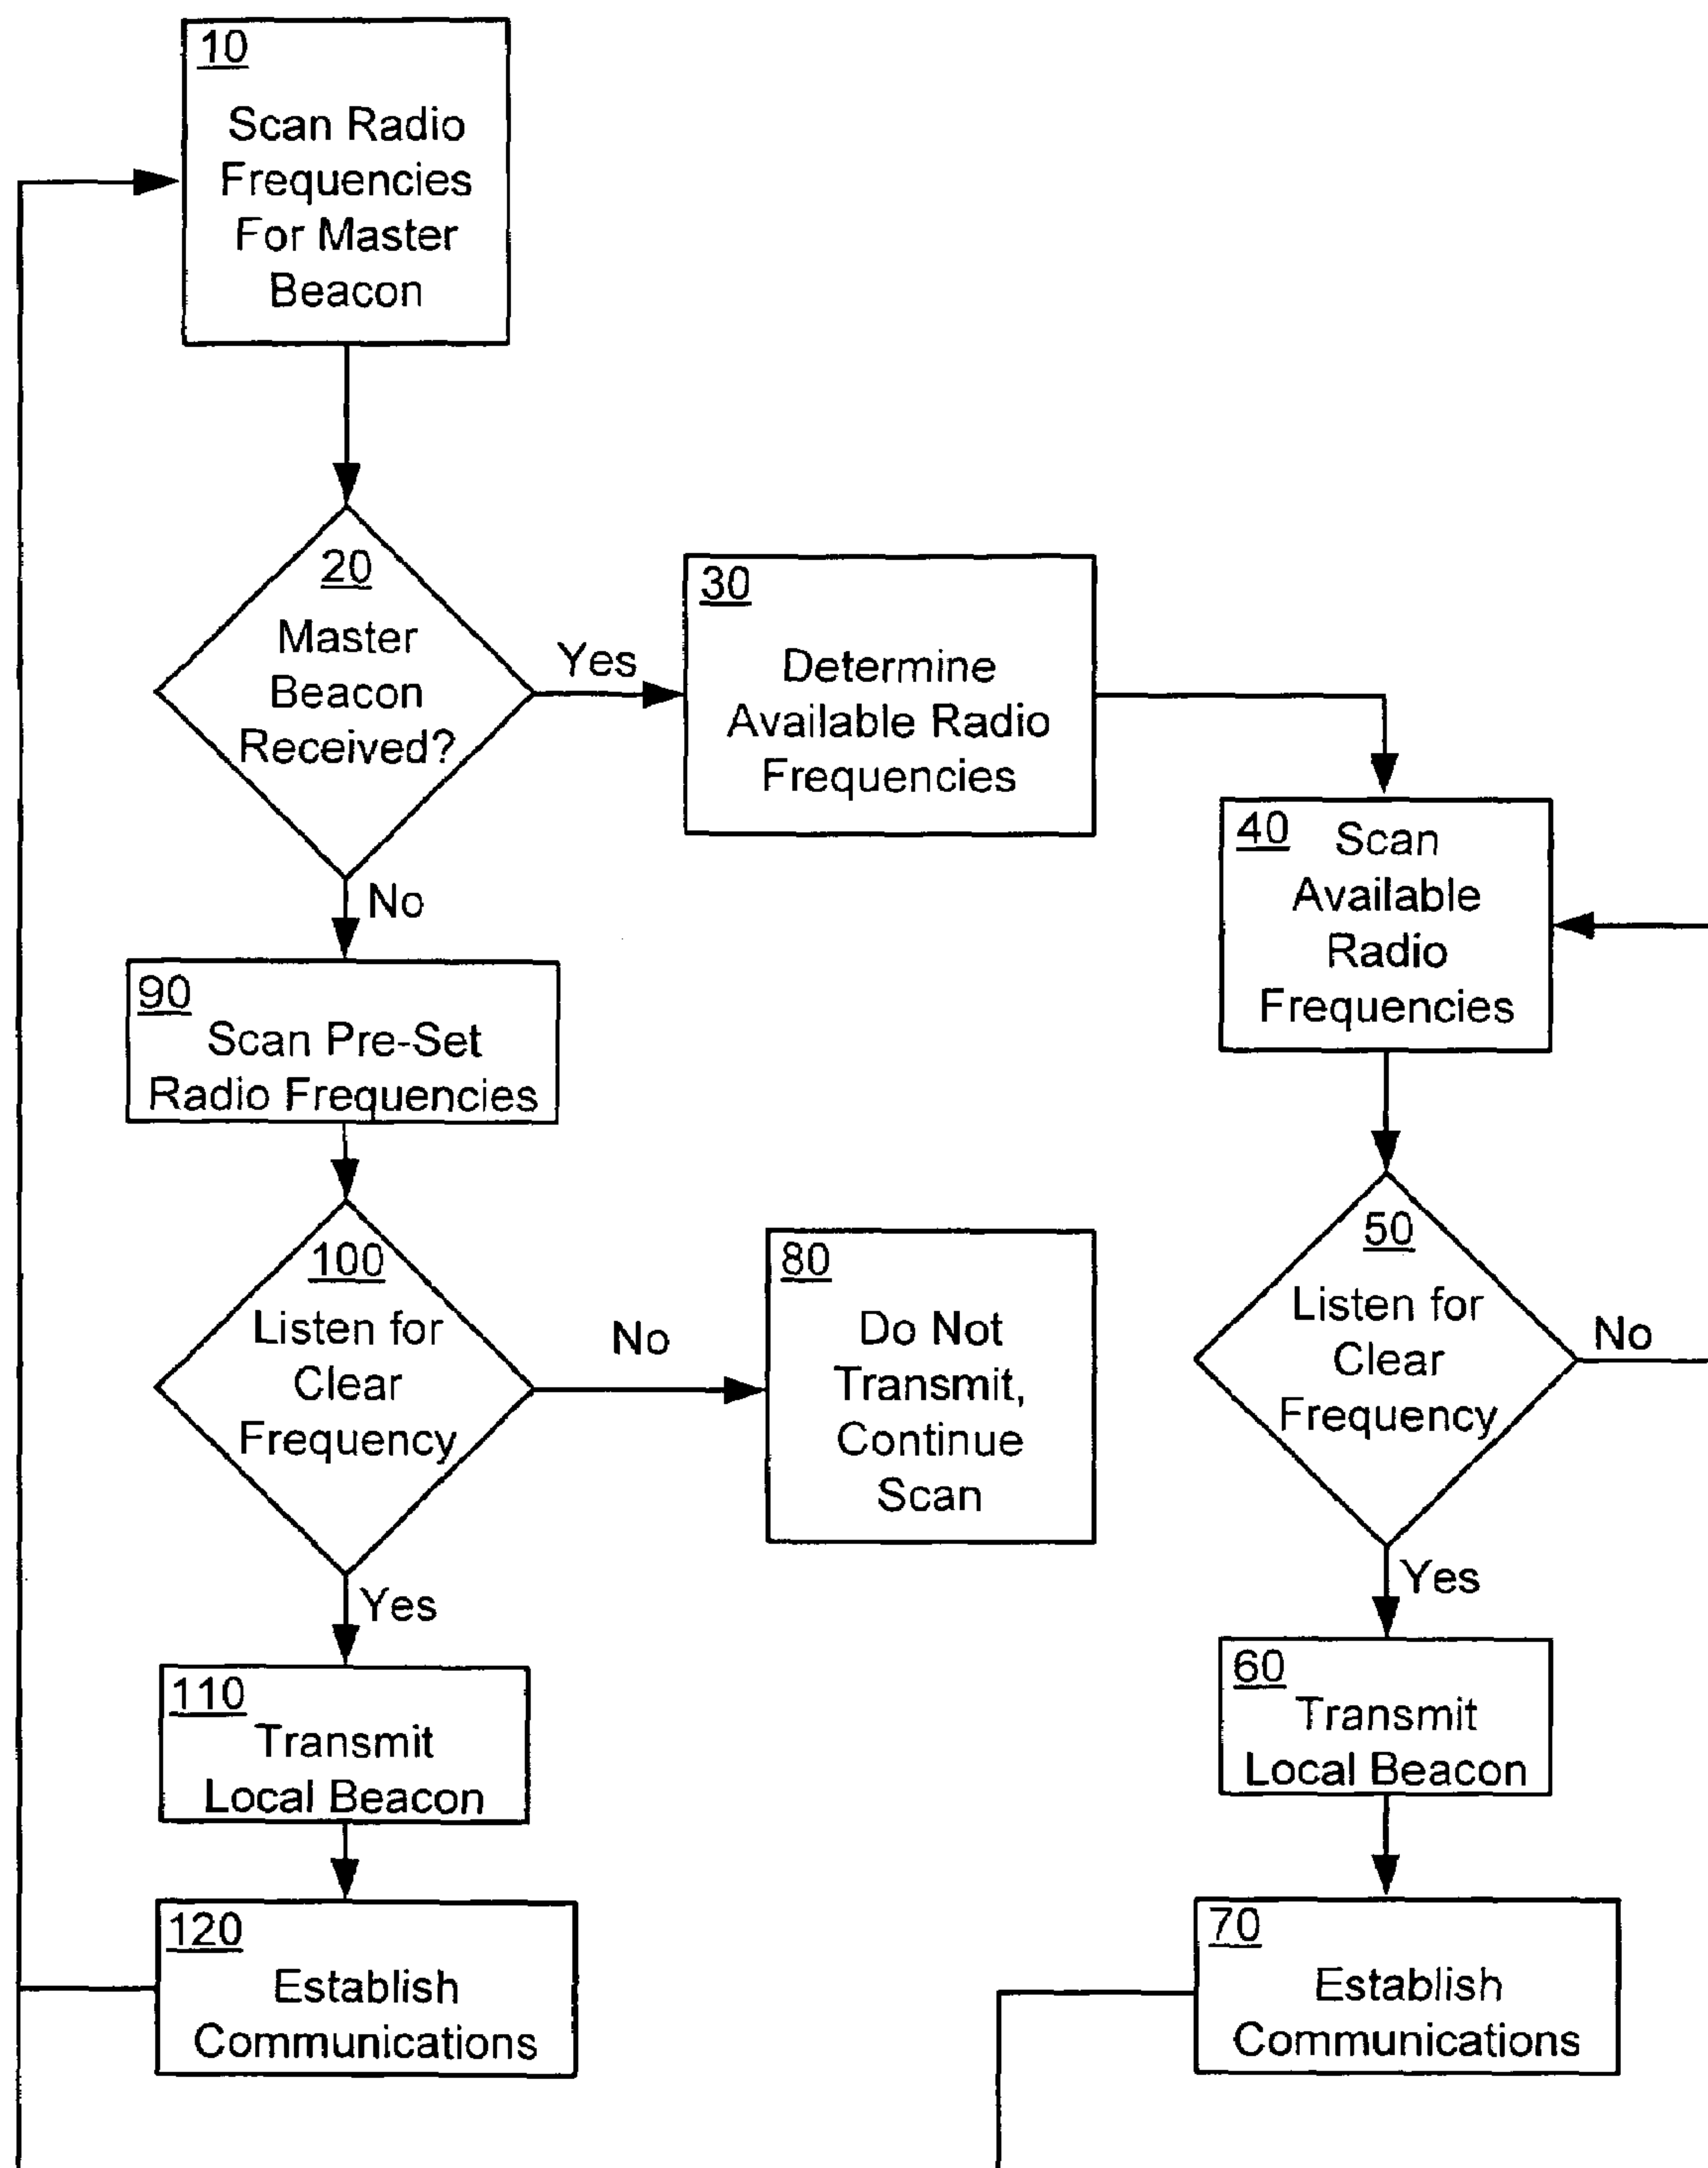 10
Scan Radio
Frequencies
For Master
Beacon
20
Master
Beacon
Received?
Yes
No
30
Determine
Available Radio
Frequencies
40
Scan
Available
Radio
Frequencies
90
Scan Pre-Set
Radio Frequencies
100
Listen for
Clear
Frequency
No
Yes
80
Do Not
Transmit,
Continue
Scan
50
Listen for
Clear
Frequency
No
Yes
110
Transmit
Local Beacon
60
Transmit
Local Beacon
120
Establish
Communications
70
Establish
Communications